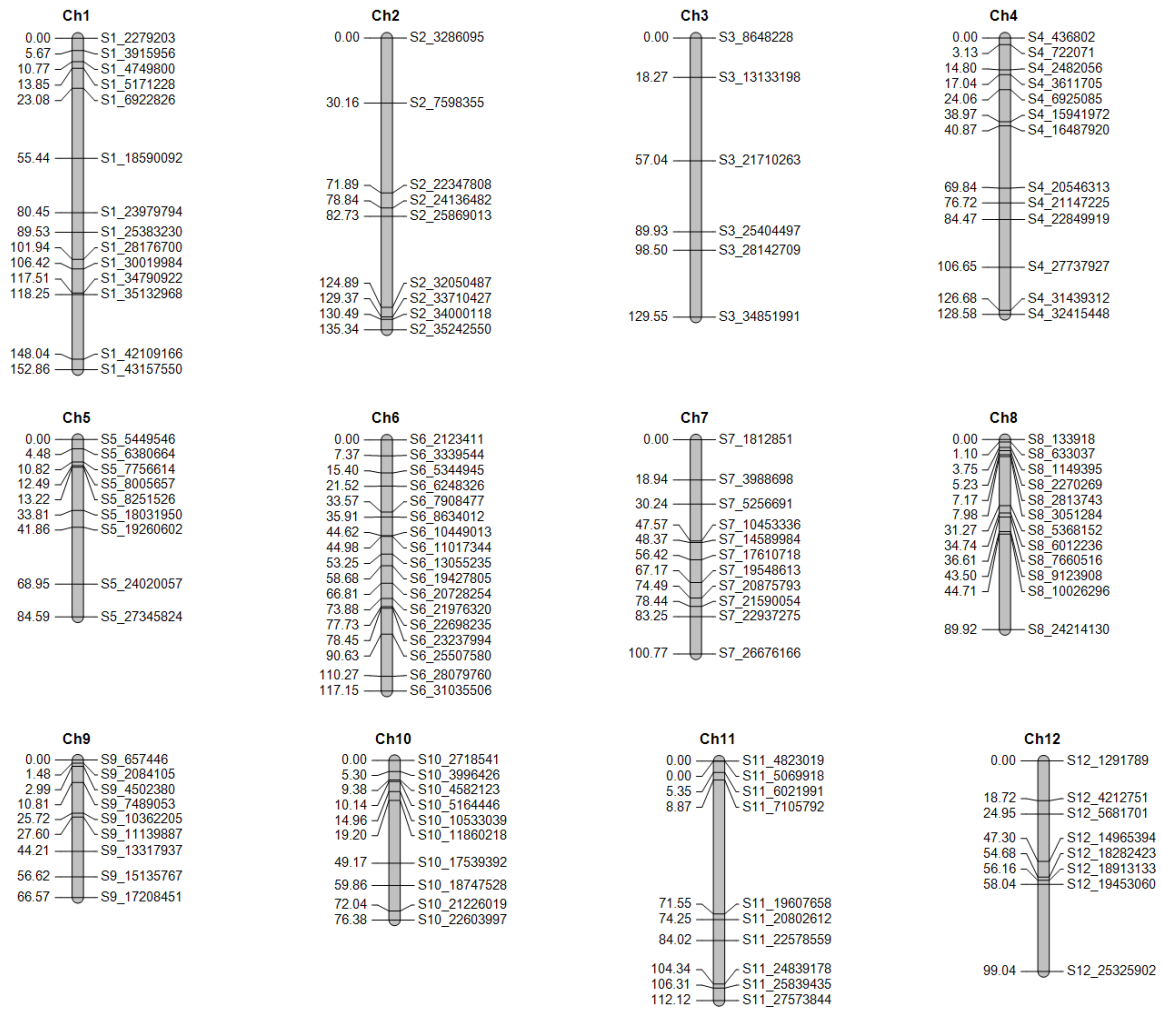 Ch1
0.00 S1_2279203
5.67 S1_3915956
10.77 S1_4749800
13.85 S1_5171228
23.08 S1_6922826
55.44 S1_18590092
80.45 S1_23979794
89.53 S1_25383230
101.94 S1_28176700
106.42 S1_30019984
117.51 S1_34790922
118.25 S1_35132968
148.04 S1_42109166
152.86 S1_43157550
Ch2
0.00 S2_3286095
30.16 S2_7598355
71.89 S2_22347808
78.84 S2_24136482
82.73 S2_25869013
124.89 S2_32050487
129.37 S2_33710427
130.49 S2_34000118
135.34 S2_35242550
Ch3
0.00 S3_8648228
18.27 S3_13133198
57.04 S3_21710263
89.93 S3_25404497
98.50 S3_28142709
129.55 S3_34851991
Ch4
0.00 S4_436802
3.13 S4_722071
14.80 S4_2482056
17.04 S4_3611705
24.06 S4_6925085
38.97 S4_15941972
40.87 S4_16487920
69.84 S4_20546313
76.72 S4_21147225
84.47 S4_22849919
106.65 S4_27737927
126.68 S4_31439312
128.58 S4_32415448
Ch5
0.00 S5_5449546
4.48 S5_6380664
10.82 S5_7756614
12.49 S5_8005657
13.22 S5_8251526
33.81 S5_18031950
41.86 S5_19260602
68.95 S5_24020057
84.59 S5_27345824
Ch6
0.00 S6_2123411
7.37 S6_3339544
15.40 S6_5344945
21.52 S6_6248326
33.57 S6_7908477
35.91 S6_8634012
44.62 S6_10449013
44.98 S6_11017344
53.25 S6_13055235
58.68 S6_19427805
66.81 S6_20728254
73.88 S6_21976320
77.73 S6_22698235
78.45 S6_23237994
90.63 S6_25507580
110.27 S6_28079760
117.15 S6_31035506
Ch7
0.00 S7_1812851
18.94 S7_3988698
30.24 S7_5256691
47.57 S7_10453336
48.37 S7_14589984
56.42 S7_17610718
67.17 S7_19548613
74.49 S7_20875793
78.44 S7_21590054
83.25 S7_22937275
100.77 S7_26676166
Ch8
0.00 S8_133918
1.10 S8_633037
3.75 S8_1149395
5.23 S8_2270269
7.17 S8_2813743
7.98 S8_3051284
31.27 S8_5368152
34.74 S8_6012236
36.61 S8_7660516
43.50 S8_9123908
44.71 S8_10026296
89.92 S8_24214130
Ch9
0.00 S9_657446
1.48 S9_2084105
2.99 S9_4502380
10.81 S9_7489053
25.72 S9_10362205
27.60 S9_11139887
44.21 S9_13317937
56.62 S9_15135767
66.57 S9_17208451
Ch10
0.00 S10_2718541
5.30 S10_3996426
9.38 S10_4582123
10.14 S10_5164446
14.96 S10_10533039
19.20 S10_11860218
49.17 S10_17539392
59.86 S10_18747528
72.04 S10_21226019
76.38 S10_22603997
Ch11
0.00 S11_4823019
0.00 S11_5069918
5.35 S11_6021991
8.87 S11_7105792
71.55 S11_19607658
74.25 S11_20802612
84.02 S11_22578559
104.34 S11_24839178
106.31 S11_25839435
112.12 S11_27573844
Ch12
0.00 S12_1291789
18.72 S12_4212751
24.95 S12_5681701
47.30 S12_14965394
54.68 S12_18282423
56.16 S12_18913133
58.04 S12_19453060
99.04 S12_25325902